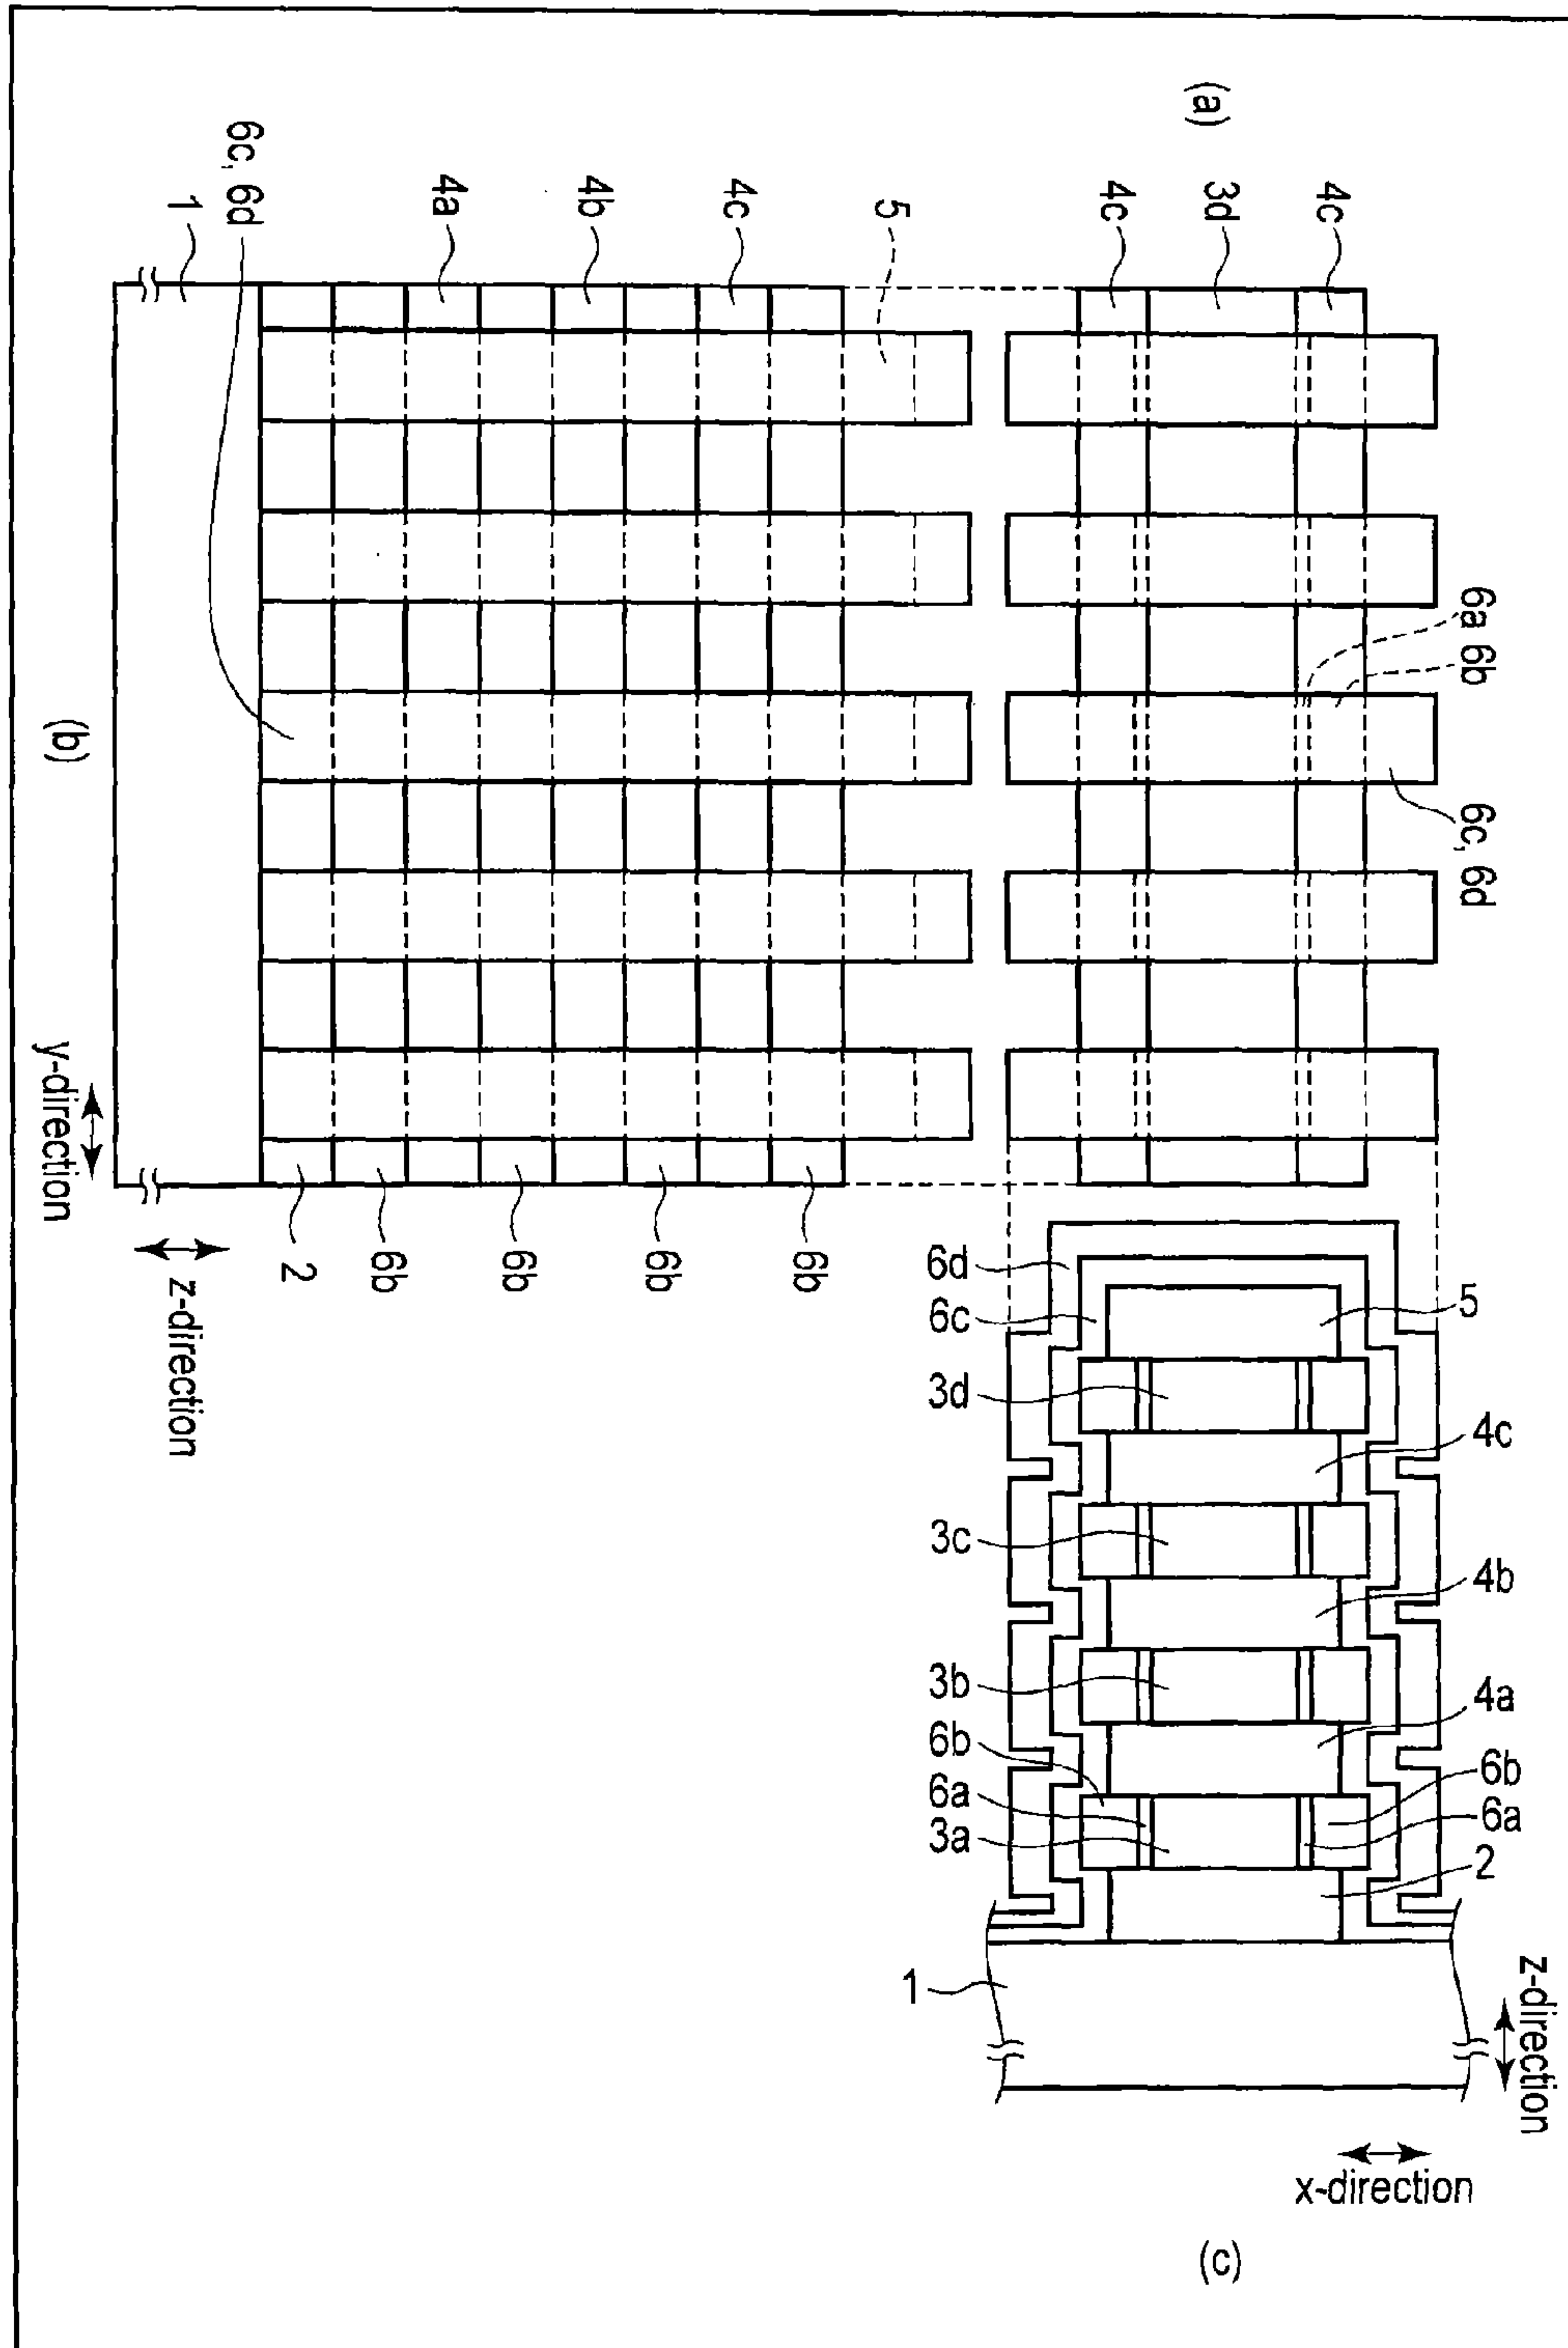 (a)
4c
3d
4c
6a
6b
6c, 6d
5
4c
4b
4a
6c, 6d
1
(b)
y-direction
z-direction
2
6b
6b
6b
6b
6d
6c
5
3d
4c
3c
4b
3b
4a
6b
6b
6a
6a
3a
2
1
z-direction
x-direction
(c)